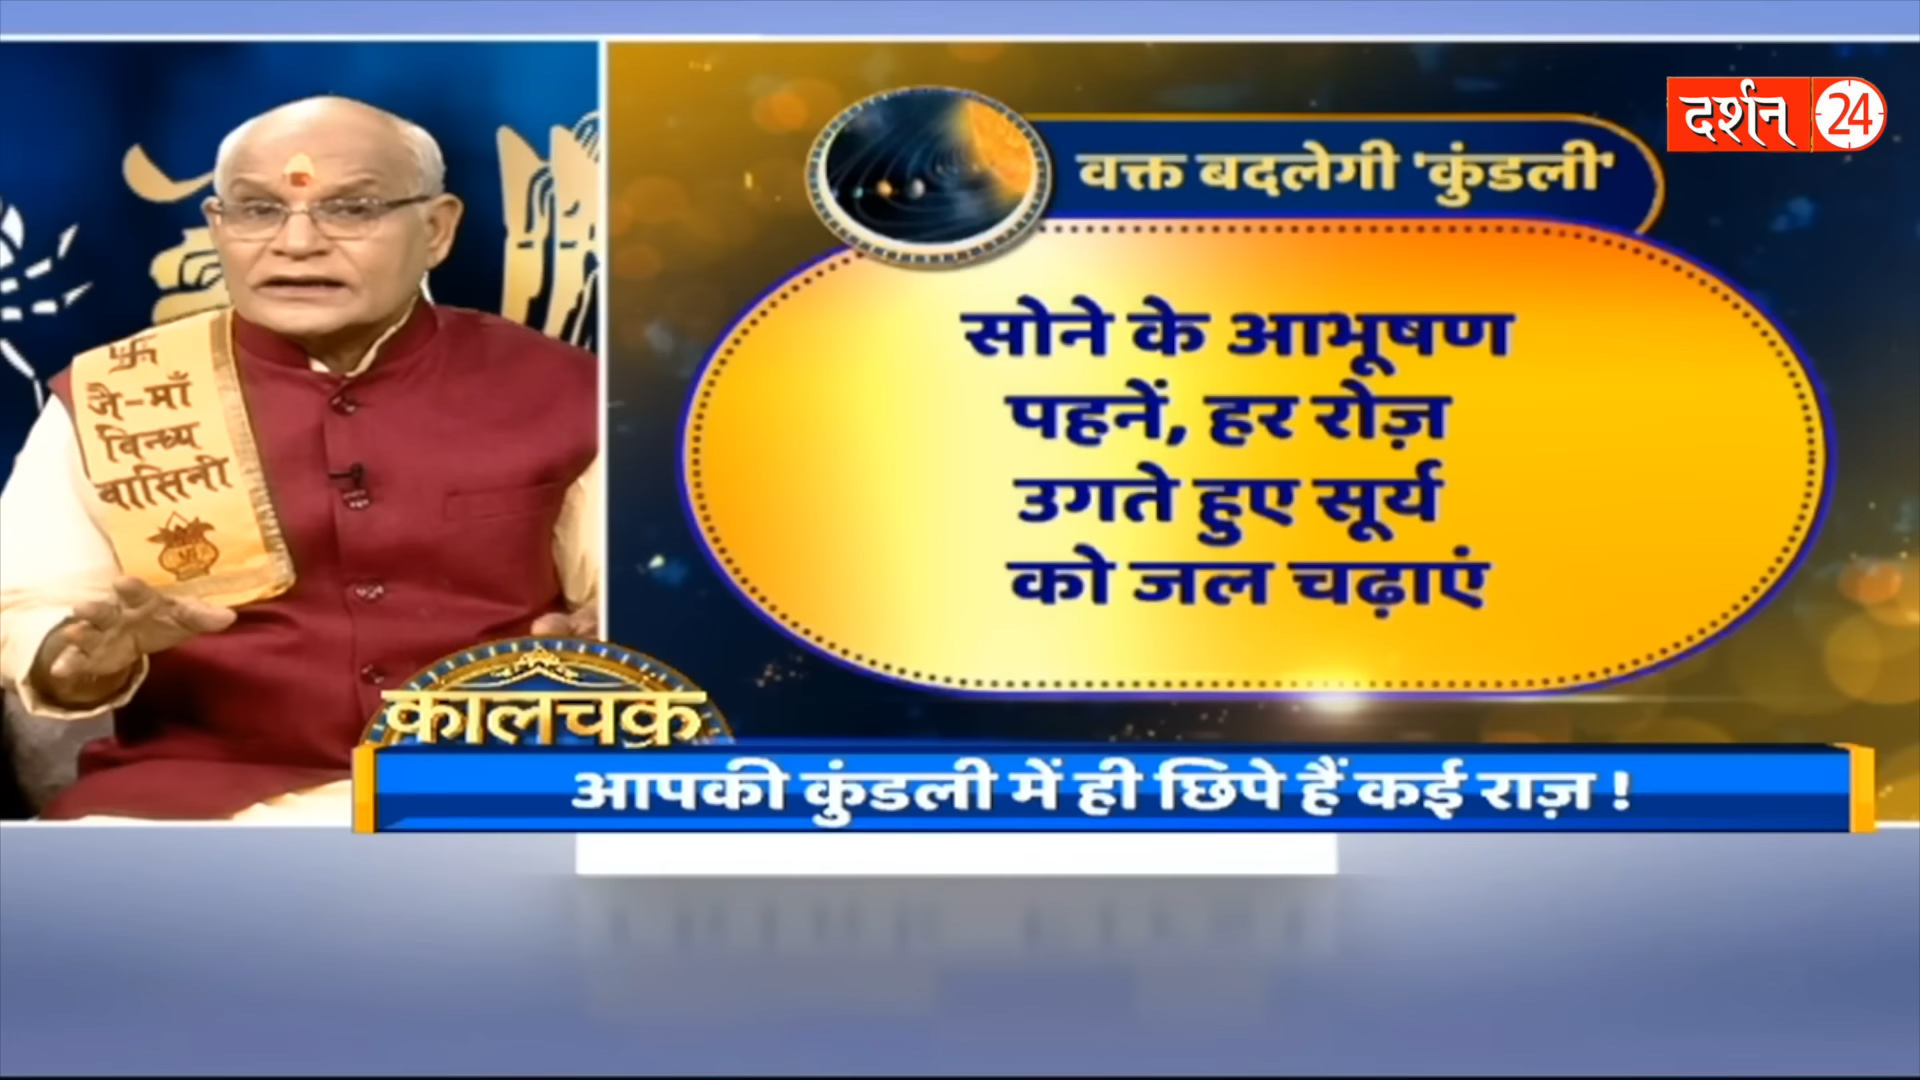 दर्शन 24
वक्त बदलेगी 'कुंडली'
सोने के आभूषण
पहनें, हर रोज़
उगते हुए सूर्य
को जल चढ़ाएं
जै-माँ
विन्ध्य
वासिनी
कालचक्र
आपकी कुंडली में ही छिपे हैं कई राज़ !